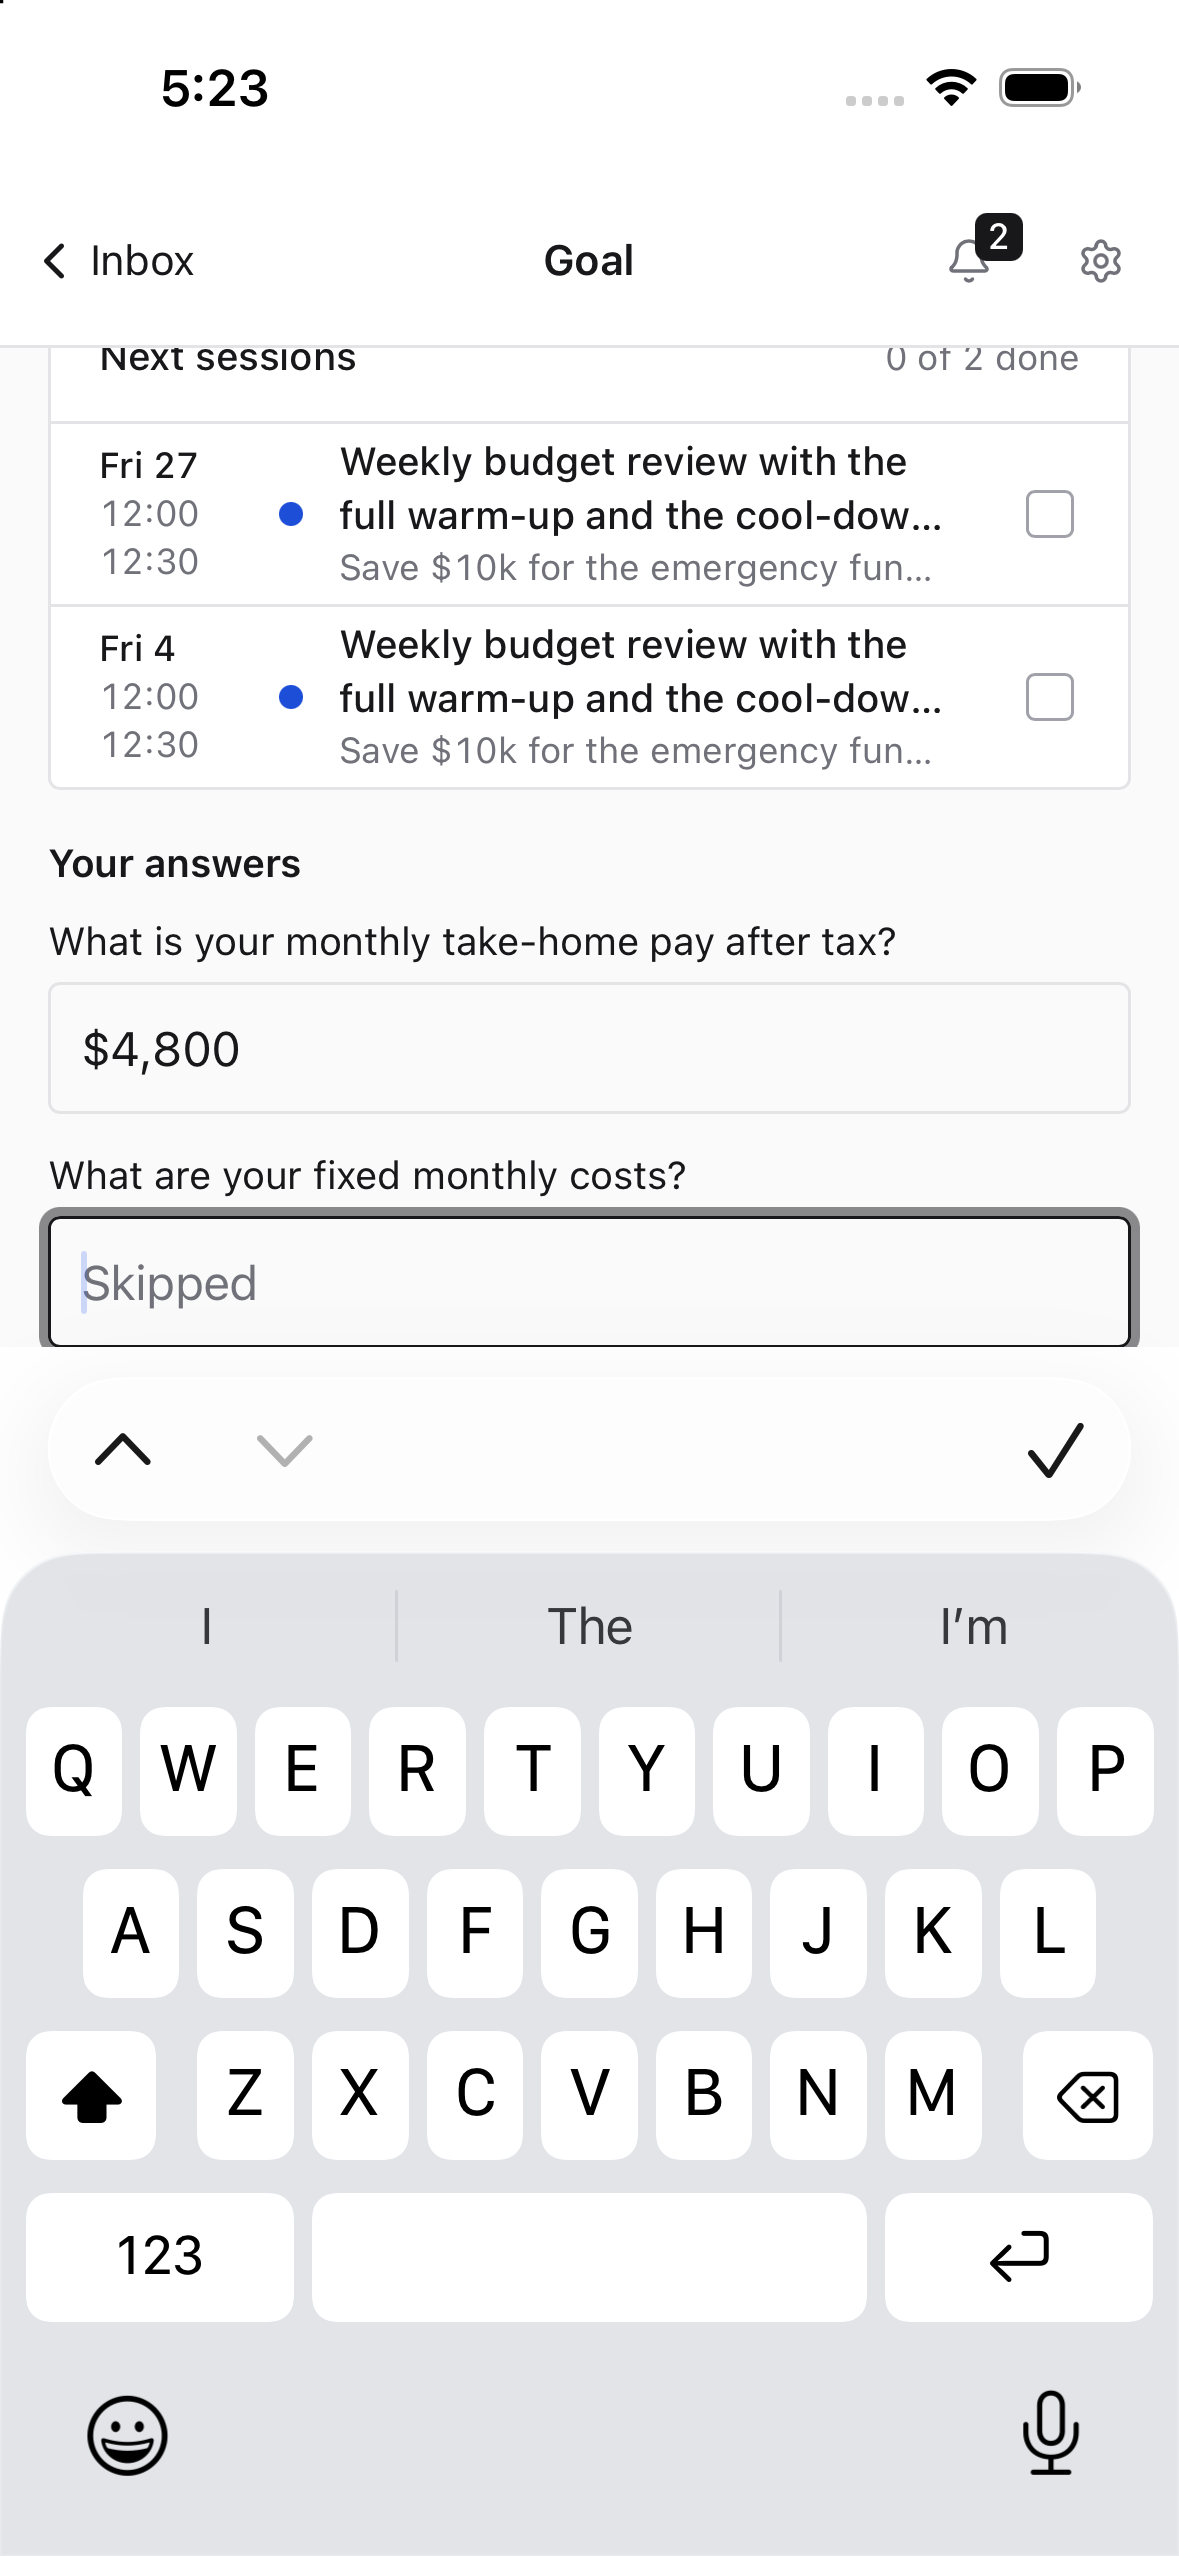 5:23
Inbox
Goal
2
Next sessions
0 of 2 done
Fri 27
12:00
12:30
Weekly budget review with the
full warm-up and the cool-dow...
Save $10k for the emergency fun...
Fri 4
12:00
12:30
Weekly budget review with the
full warm-up and the cool-dow...
Save $10k for the emergency fun...
Your answers
What is your monthly take-home pay after tax?
$4,800
What are your fixed monthly costs?
Skipped
I
The
I’m
Q W E R T Y U I O P
A S D F G H J K L
Z X C V B N M
123